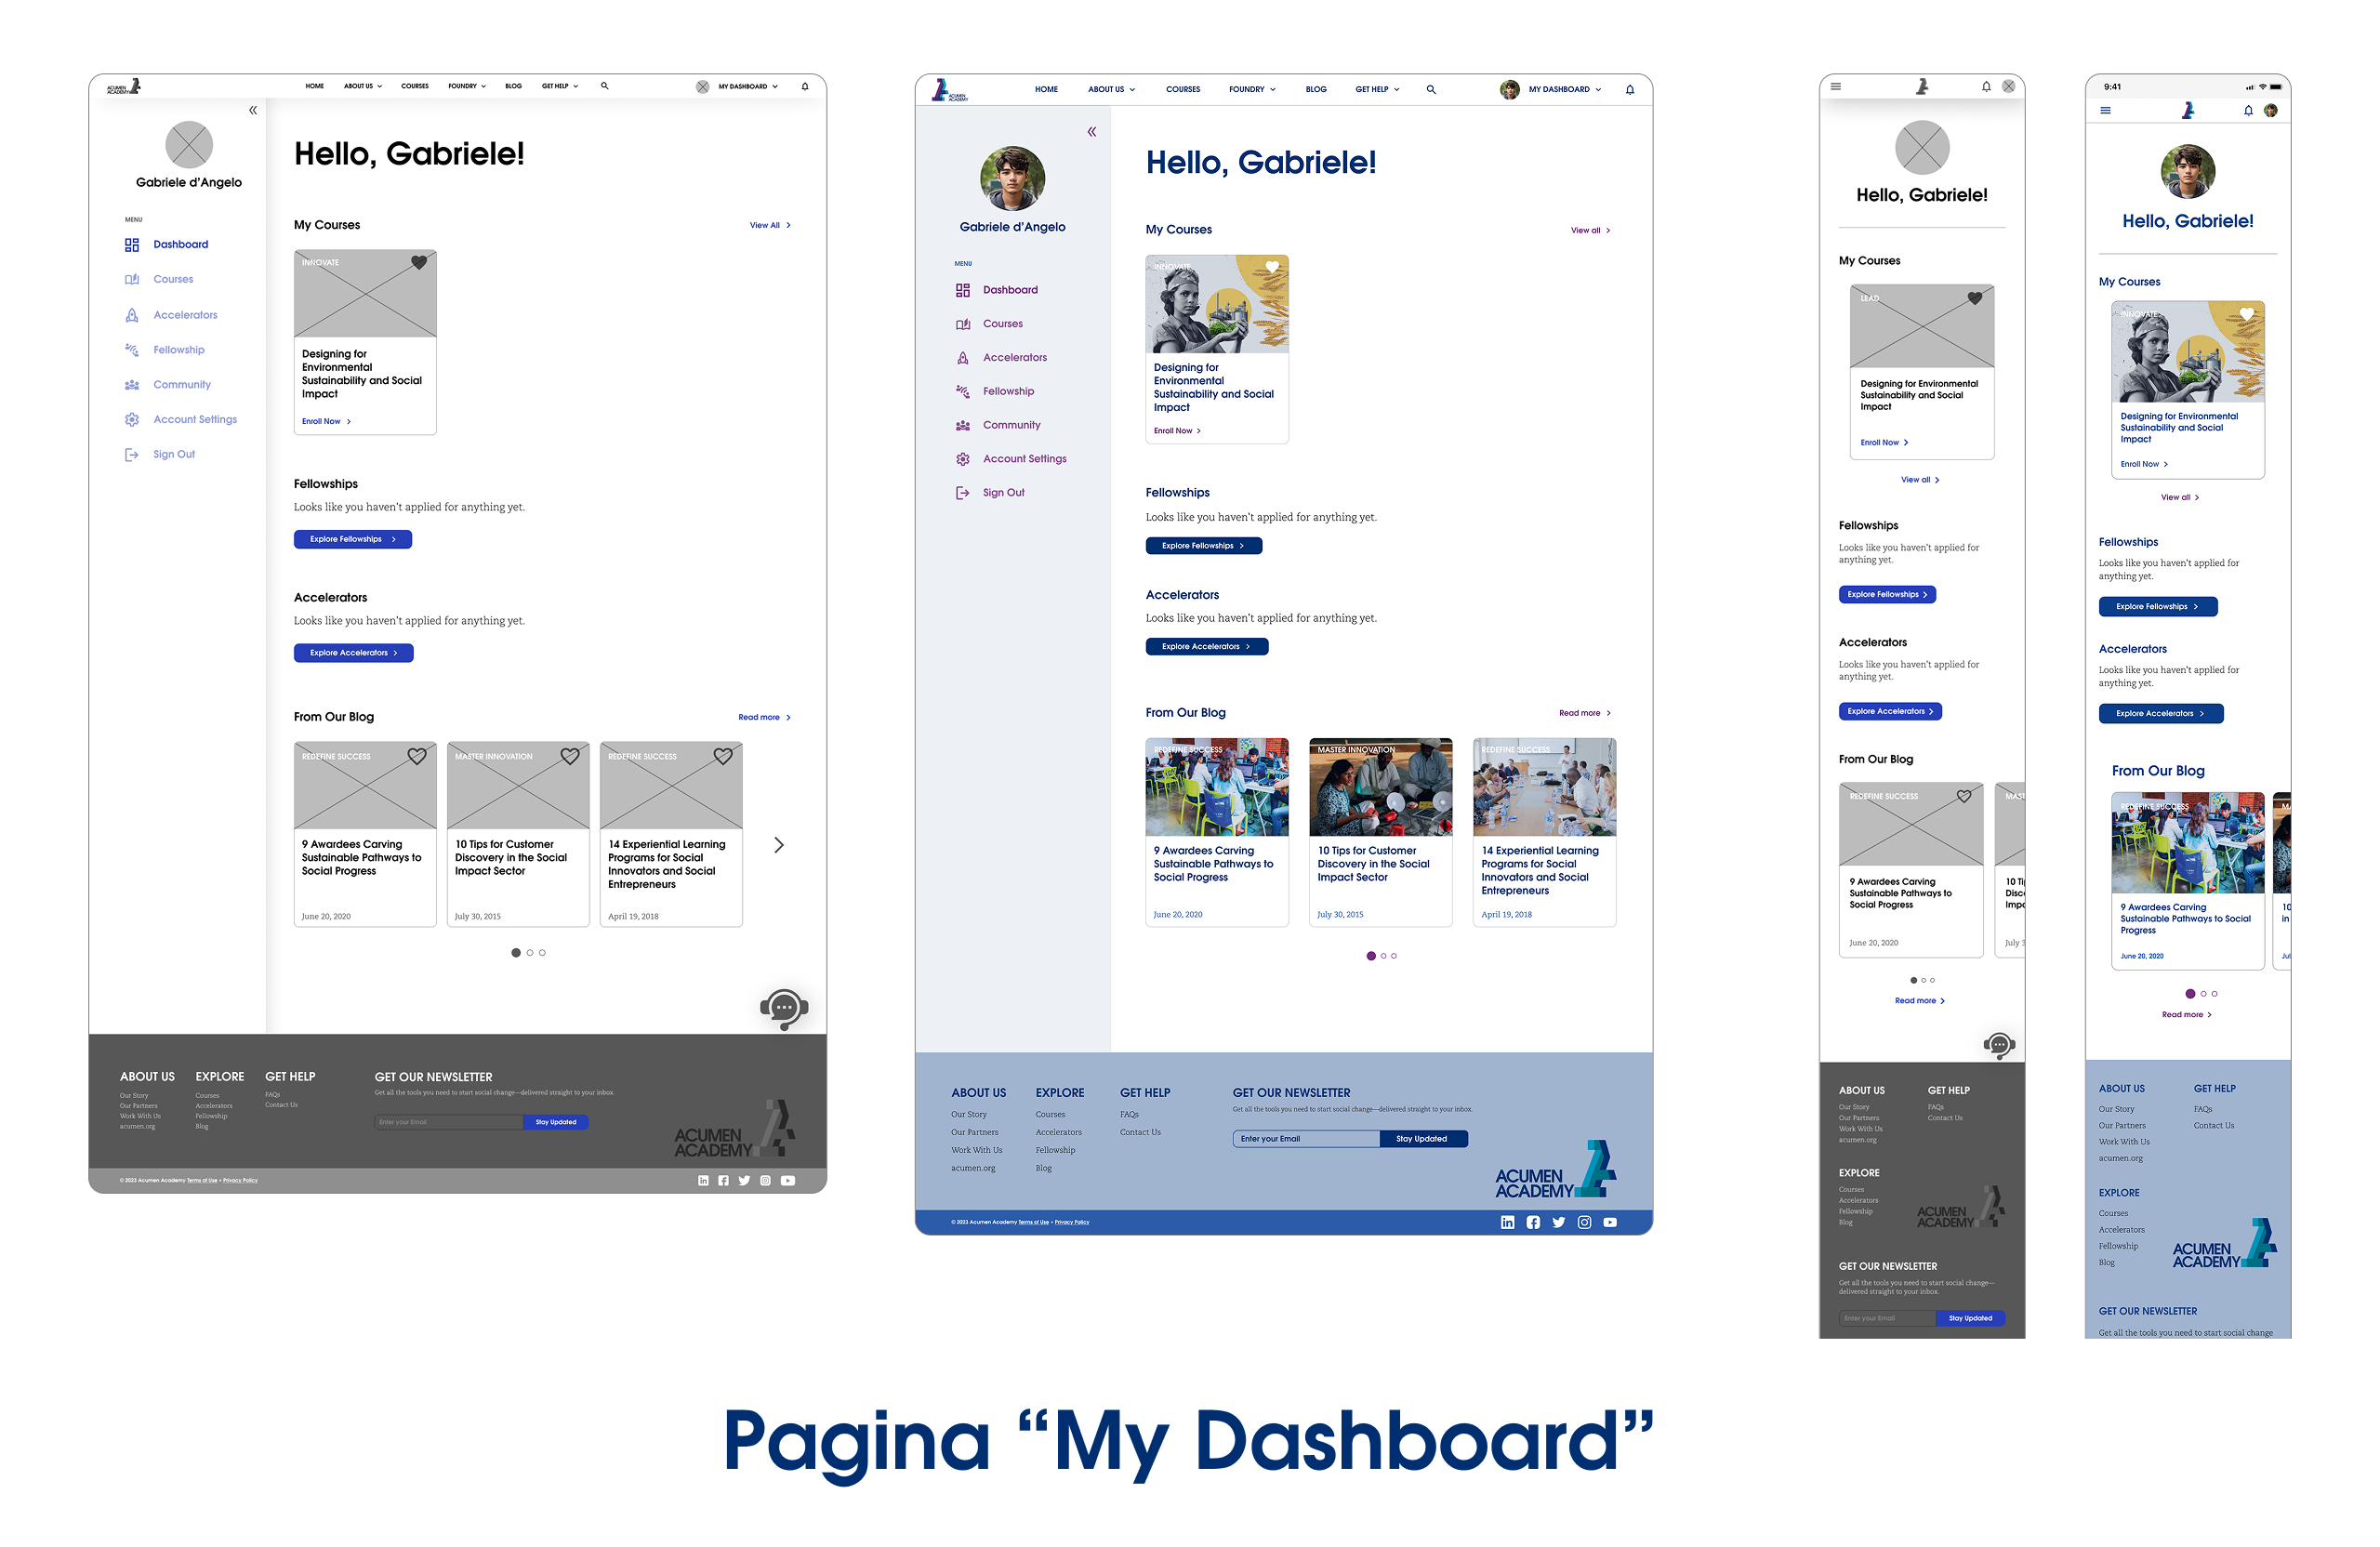 ACUMEN
ACADEMY
HOME
ABOUT US
COURSES
FOUNDRY
BLOG
GET HELP
MY DASHBOARD
Gabriele d'Angelo
MENU
Dashboard
Courses
Accelerators
Fellowship
Community
Account Settings
Sign Out
Hello, Gabriele!
My Courses
View All
INNOVATE
Designing for
Environmental
Sustainability and Social
Impact
Enroll Now
Fellowships
Looks like you haven't applied for anything yet.
Explore Fellowships
Accelerators
Looks like you haven't applied for anything yet.
Explore Accelerators
From Our Blog
Read more
REDEFINE SUCCESS
9 Awardees Carving
Sustainable Pathways to
Social Progress
June 20, 2020
MASTER INNOVATION
10 Tips for Customer
Discovery in the Social
Impact Sector
July 30, 2015
REDEFINE SUCCESS
14 Experiential Learning
Programs for Social
Innovators and Social
Entrepreneurs
April 19, 2018
ABOUT US
Our Story
Our Partners
Work With Us
acumen.org
EXPLORE
Courses
Accelerators
Fellowship
Blog
GET HELP
FAQs
Contact Us
GET OUR NEWSLETTER
Get all the tools you need to start social change—delivered straight to your inbox.
Enter your Email
Stay Updated
ACUMEN
ACADEMY
© 2023 Acumen Academy Terms of Use • Privacy Policy
ACUMEN
ACADEMY
HOME
ABOUT US
COURSES
FOUNDRY
BLOG
GET HELP
MY DASHBOARD
Gabriele d'Angelo
MENU
Dashboard
Courses
Accelerators
Fellowship
Community
Account Settings
Sign Out
Hello, Gabriele!
My Courses
View all
INNOVATE
Designing for
Environmental
Sustainability and Social
Impact
Enroll Now
Fellowships
Looks like you haven't applied for anything yet.
Explore Fellowships
Accelerators
Looks like you haven't applied for anything yet.
Explore Accelerators
From Our Blog
Read more
REDEFINE SUCCESS
9 Awardees Carving
Sustainable Pathways to
Social Progress
June 20, 2020
MASTER INNOVATION
10 Tips for Customer
Discovery in the Social
Impact Sector
July 30, 2015
REDEFINE SUCCESS
14 Experiential Learning
Programs for Social
Innovators and Social
Entrepreneurs
April 19, 2018
ABOUT US
Our Story
Our Partners
Work With Us
acumen.org
EXPLORE
Courses
Accelerators
Fellowship
Blog
GET HELP
FAQs
Contact Us
GET OUR NEWSLETTER
Get all the tools you need to start social change—delivered straight to your inbox.
Enter your Email
Stay Updated
ACUMEN
ACADEMY
© 2023 Acumen Academy Terms of Use • Privacy Policy
Hello, Gabriele!
My Courses
LEAD
Designing for Environmental
Sustainability and Social
Impact
Enroll Now
View all
Fellowships
Looks like you haven't applied for
anything yet.
Explore Fellowships
Accelerators
Looks like you haven't applied for
anything yet.
Explore Accelerators
From Our Blog
REDEFINE SUCCESS
9 Awardees Carving
Sustainable Pathways to
Social Progress
June 20, 2020
MAST
10 Ti
Disc
Impa
July 3
Read more
ABOUT US
Our Story
Our Partners
Work With Us
acumen.org
GET HELP
FAQs
Contact Us
EXPLORE
Courses
Accelerators
Fellowship
Blog
ACUMEN
ACADEMY
GET OUR NEWSLETTER
Get all the tools you need to start social change—
delivered straight to your inbox.
Enter your Email
Stay Updated
9:41
Hello, Gabriele!
My Courses
INNOVATE
Designing for Environmental
Sustainability and Social
Impact
Enroll Now
View all
Fellowships
Looks like you haven't applied for
anything yet.
Explore Fellowships
Accelerators
Looks like you haven't applied for
anything yet.
Explore Accelerators
From Our Blog
REDEFINE SUCCESS
9 Awardees Carving
Sustainable Pathways to Social
Progress
June 20, 2020
MA
10
in
Jul
Read more
ABOUT US
Our Story
Our Partners
Work With Us
acumen.org
GET HELP
FAQs
Contact Us
EXPLORE
Courses
Accelerators
Fellowship
Blog
ACUMEN
ACADEMY
GET OUR NEWSLETTER
Get all the tools you need to start social change
Pagina “My Dashboard”